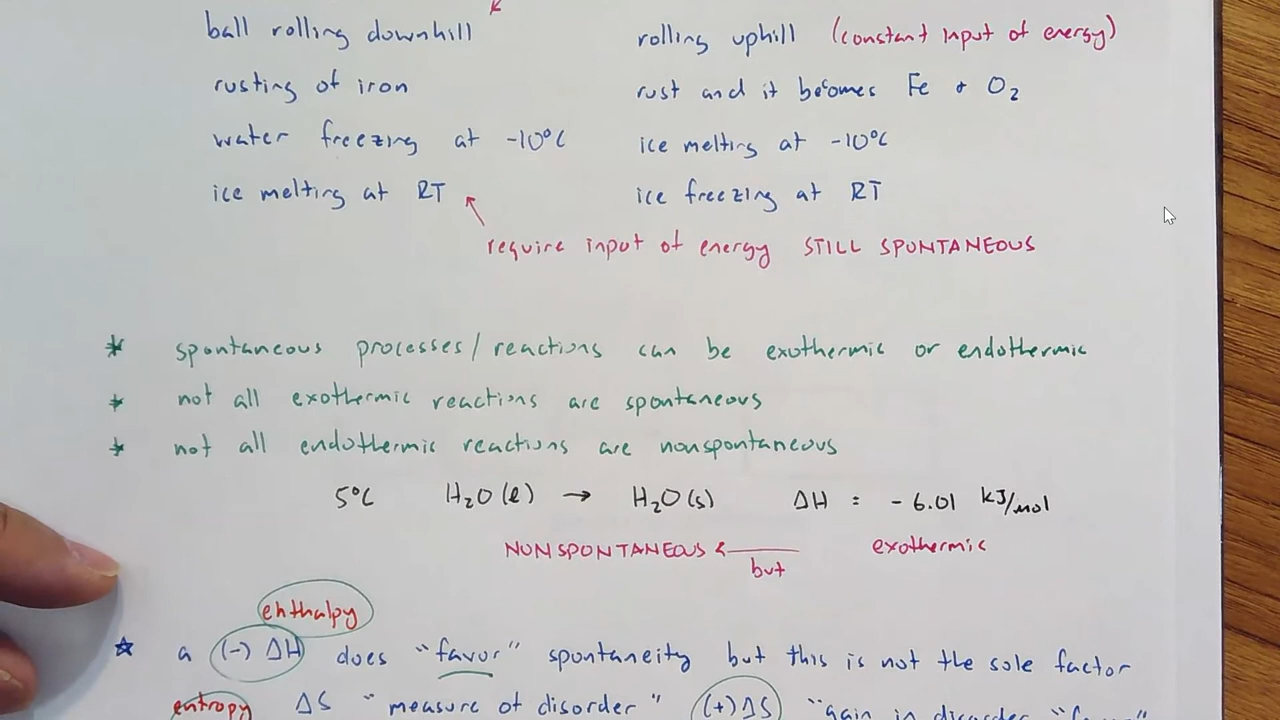 ball rolling downhill rolling uphill (constant input of energy)
rusting of iron rust and it becomes Fe + O₂
water freezing at -10°C ice melting at -10°C
ice melting at RT ice freezing at RT
require input of energy STILL SPONTANEOUS
* spontaneous processes/reactions can be exothermic or endothermic
* not all exothermic reactions are spontaneous
* not all endothermic reactions are nonspontaneous
5°C H₂O(l) → H₂O(s) ΔH = -6.01 kJ/mol
NONSPONTANEOUS but exothermic
enthalpy
☆ a (-) ΔH does "favor" spontaneity but this is not the sole factor
entropy ΔS "measure of disorder" (+) ΔS "gain in disorder